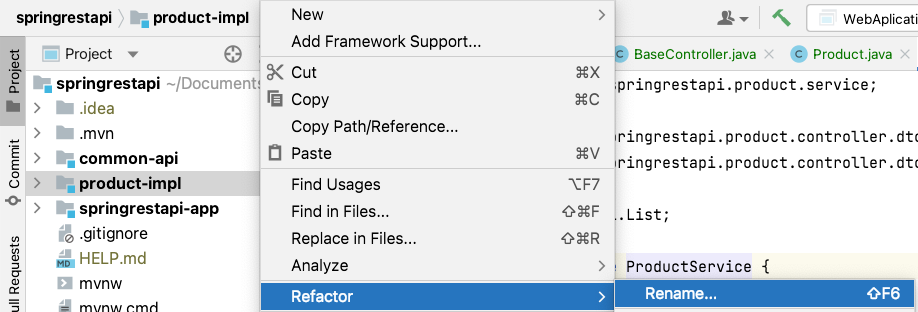 springrestapi product-impl
WebAplication
Project
Commit
ull Requests
Project
springrestapi ~/Documents
.idea
.mvn
common-api
product-impl
springrestapi-app
.gitignore
HELP.md
mvnw
mvnw.cmd
New
Add Framework Support...
Cut ⌘X
Copy ⌘C
Copy Path/Reference...
Paste ⌘V
Find Usages ⌥F7
Find in Files... ⇧⌘F
Replace in Files... ⇧⌘R
Analyze
Refactor
Rename... ⇧F6
BaseController.java
Product.java
springrestapi.product.service;
pringrestapi.product.controller.dto
pringrestapi.product.controller.dto
.List;
ProductService {